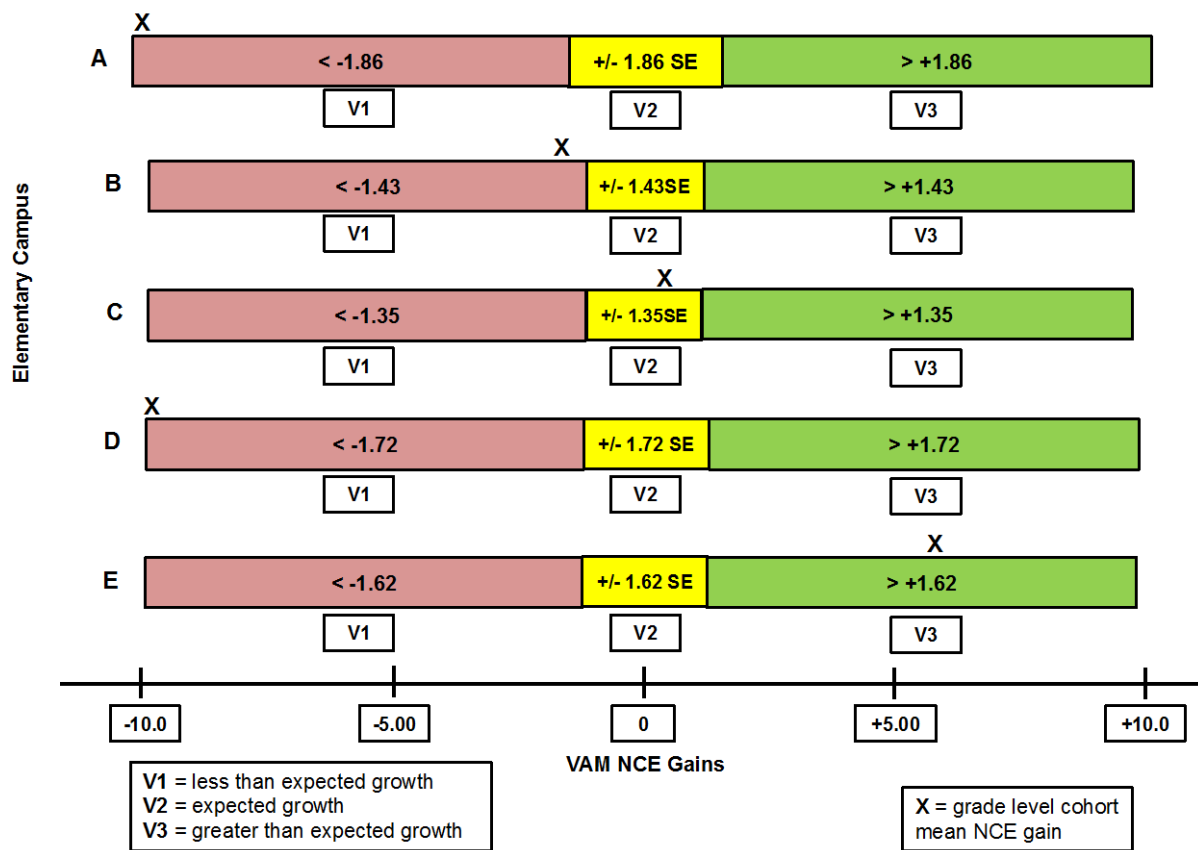 X
A
< -1.86
+/- 1.86 SE
> +1.86
V1
V2
V3
X
B
< -1.43
+/- 1.43SE
> +1.43
V1
V2
V3
X
C
< -1.35
+/- 1.35SE
> +1.35
V1
V2
V3
X
D
< -1.72
+/- 1.72 SE
> +1.72
V1
V2
V3
X
E
< -1.62
+/- 1.62 SE
> +1.62
V1
V2
V3
Elementary Campus
-10.0
-5.00
0
+5.00
+10.0
VAM NCE Gains
V1 = less than expected growth
V2 = expected growth
V3 = greater than expected growth
X = grade level cohort
mean NCE gain